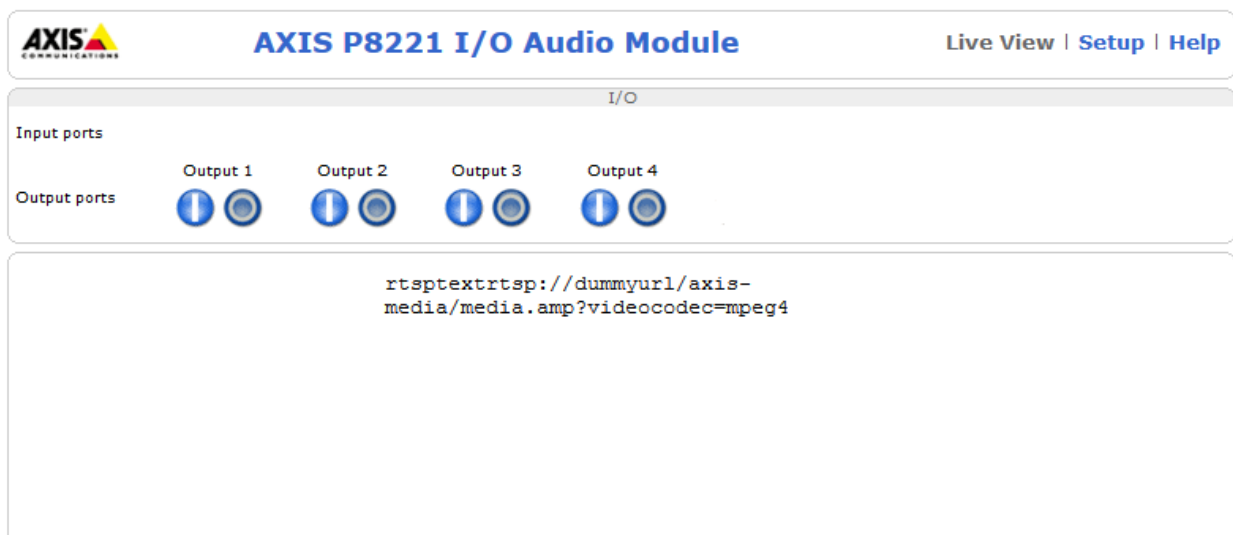 AXIS
COMMUNICATIONS
AXIS P8221 I/O Audio Module
Live View | Setup | Help
I/O
Input ports
Output 1 Output 2 Output 3 Output 4
Output ports
rtsptextrtsp://dummyurl/axis-
media/media.amp?videocodec=mpeg4